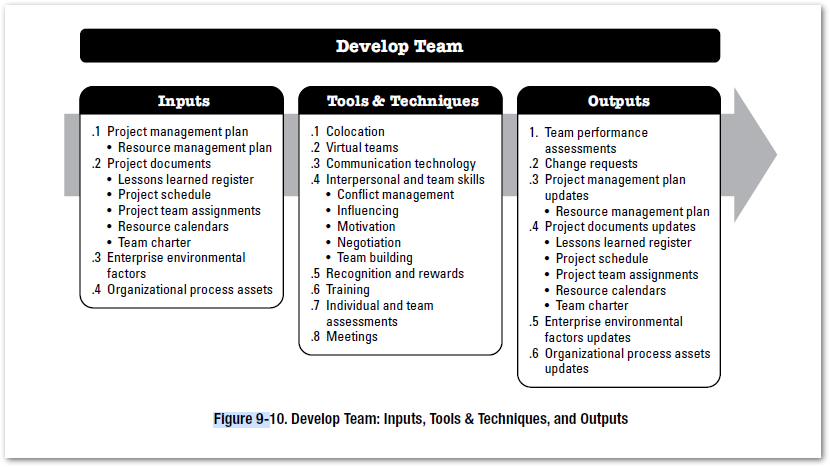 Develop Team
Inputs
.1 Project management plan
• Resource management plan
.2 Project documents
• Lessons learned register
• Project schedule
• Project team assignments
• Resource calendars
• Team charter
.3 Enterprise environmental
factors
.4 Organizational process assets
Tools & Techniques
.1 Colocation
.2 Virtual teams
.3 Communication technology
.4 Interpersonal and team skills
• Conflict management
• Influencing
• Motivation
• Negotiation
• Team building
.5 Recognition and rewards
.6 Training
.7 Individual and team
assessments
.8 Meetings
Outputs
1. Team performance
assessments
.2 Change requests
.3 Project management plan
updates
• Resource management plan
.4 Project documents updates
• Lessons learned register
• Project schedule
• Project team assignments
• Resource calendars
• Team charter
.5 Enterprise environmental
factors updates
.6 Organizational process assets
updates
Figure 9-10. Develop Team: Inputs, Tools & Techniques, and Outputs